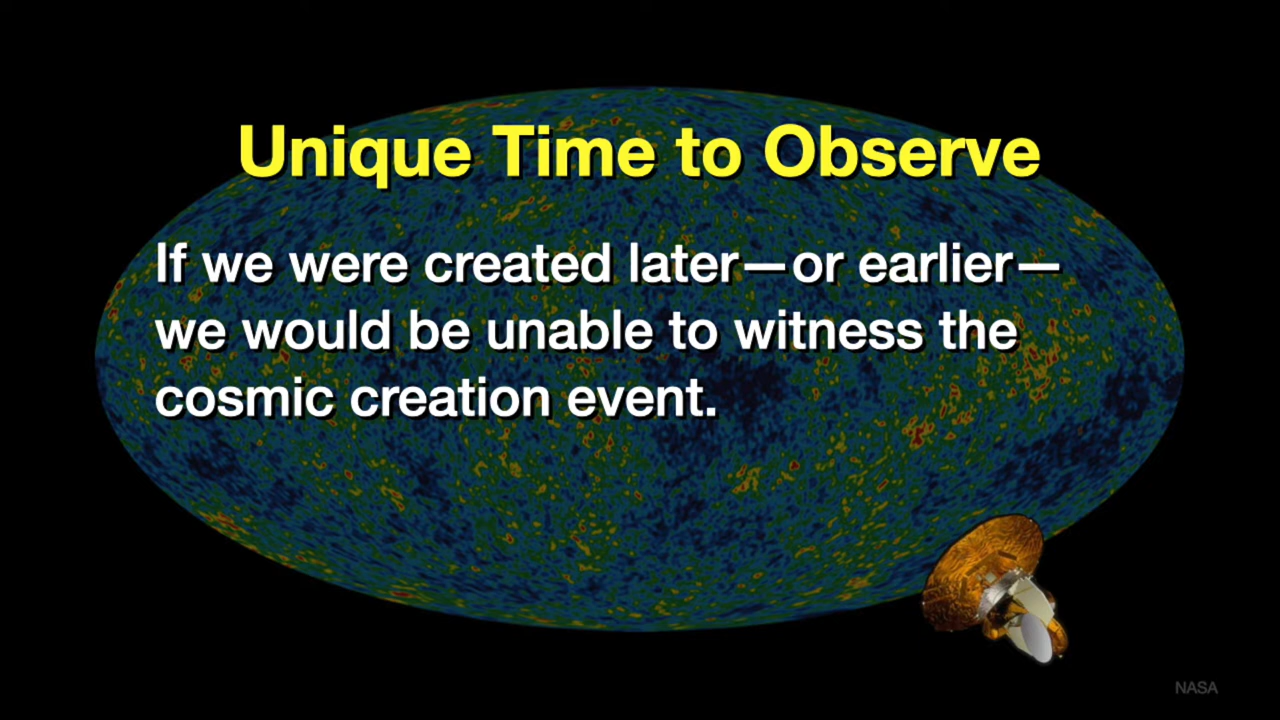 Unique Time to Observe
If we were created later—or earlier—
we would be unable to witness the
cosmic creation event.
NASA